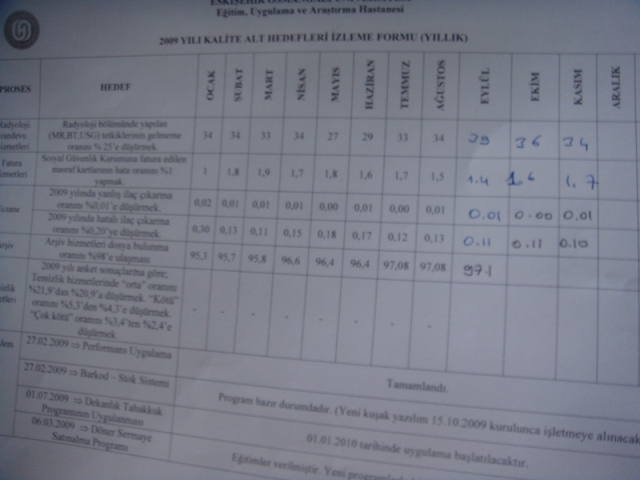 Eğitim, Uygulama ve Araştırma Hastanesi
2009 YILI KALİTE ALT HEDEFLERİ İZLEME FORMU (YILLIK)
PROSES HEDEF OCAK ŞUBAT MART NİSAN MAYIS HAZİRAN TEMMUZ AĞUSTOS EYLÜL EKİM KASIM ARALIK
Radyoloji bölümünde yapılan
(MR,BT,USG) tetkiklerinin gelmeme
oranını % 25'e düşürmek.
34 34 33 34 27 29 33 34 39 36 34
Fatura
Sosyal Güvenlik Kurumuna fatura edilen
masraf kartlarının hata oranını %1
yapmak.
1 1,8 1,9 1,7 1,8 1,6 1,7 1,5 1.4 1.6 1.7
2009 yılında yanlış ilaç çıkarma
oranını %0,01'e düşürmek.
0,02 0,01 0,01 0,01 0,00 0,01 0,00 0,01 0.01 0.00 0.01
2009 yılında hatalı ilaç çıkarma
oranını %0,20'ye düşürmek.
0,30 0,13 0,11 0,15 0,18 0,17 0,12 0,13 0.11 0.11 0.10
Arşiv hizmetleri dosya bulunma
oranını %98'e ulaşması
95,3 95,7 95,8 96,6 96,4 96,4 97,08 97,08 97.1
2009 yılı anket sonuçlarına göre;
Temizlik hizmetlerinde "orta" oranını
%21,9'dan %20,9'a düşürmek. "Kötü"
oranını %5,3'den %4,3'e düşürmek.
"Çok kötü" oranını %3,4'ten %2,4'e
düşürmek
- - - - - - - -
27.02.2009 ⇒ Performans Uygulama
27.02.2009 ⇒ Barkod – Stok Sistemi
Tamamlandı.
01.07.2009 ⇒ Dekanlık Tahakkuk
Programının Uygulanması
Program hazır durumdadır. (Yeni kuşak yazılım 15.10.2009 kurulunca işletmeye alınacak
06.03.2009 ⇒ Döner Sermaye
Satınalma Programı
01.01.2010 tarihinde uygulama başlatılacaktır.
Eğitimler verilmiştir. Yeni